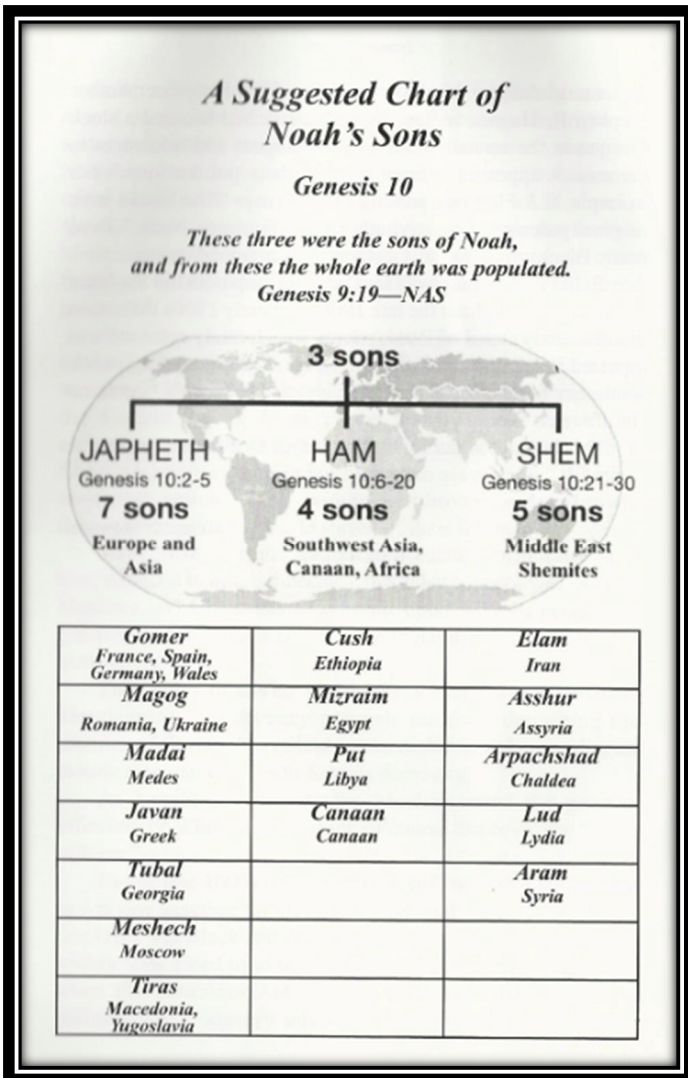 A Suggested Chart of
Noah's Sons
Genesis 10
These three were the sons of Noah,
and from these the whole earth was populated.
Genesis 9:19—NAS
3 sons
JAPHETH
Genesis 10:2-5
7 sons
Europe and
Asia
HAM
Genesis 10:6-20
4 sons
Southwest Asia,
Canaan, Africa
SHEM
Genesis 10:21-30
5 sons
Middle East
Shemites
Gomer
France, Spain,
Germany, Wales
Cush
Ethiopia
Elam
Iran
Magog
Romania, Ukraine
Mizraim
Egypt
Asshur
Assyria
Madai
Medes
Put
Libya
Arpachshad
Chaldea
Javan
Greek
Canaan
Canaan
Lud
Lydia
Tubal
Georgia
Aram
Syria
Meshech
Moscow
Tiras
Macedonia,
Yugoslavia